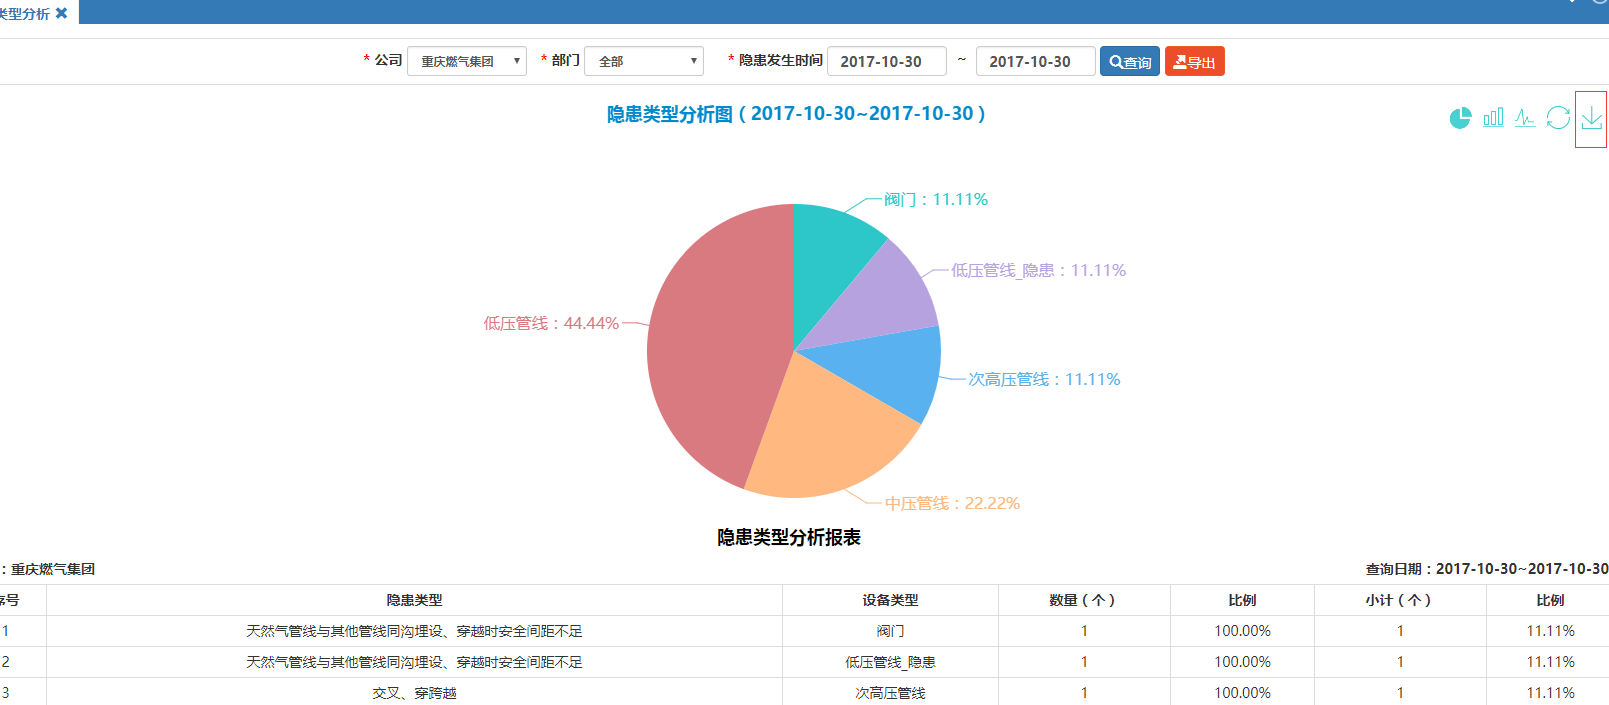 类型分析 ✖
* 公司 重庆燃气集团 * 部门 全部 * 隐患发生时间 2017-10-30 ~ 2017-10-30 查询 导出
隐患类型分析图（2017-10-30~2017-10-30）
阀门：11.11%
低压管线_隐患：11.11%
低压管线：44.44%
次高压管线：11.11%
中压管线：22.22%
隐患类型分析报表
：重庆燃气集团 查询日期：2017-10-30~2017-10-30
序号 隐患类型 设备类型 数量（个） 比例 小计（个） 比例
1 天然气管线与其他管线同沟埋设、穿越时安全间距不足 阀门 1 100.00% 1 11.11%
2 天然气管线与其他管线同沟埋设、穿越时安全间距不足 低压管线_隐患 1 100.00% 1 11.11%
3 交叉、穿跨越 次高压管线 1 100.00% 1 11.11%